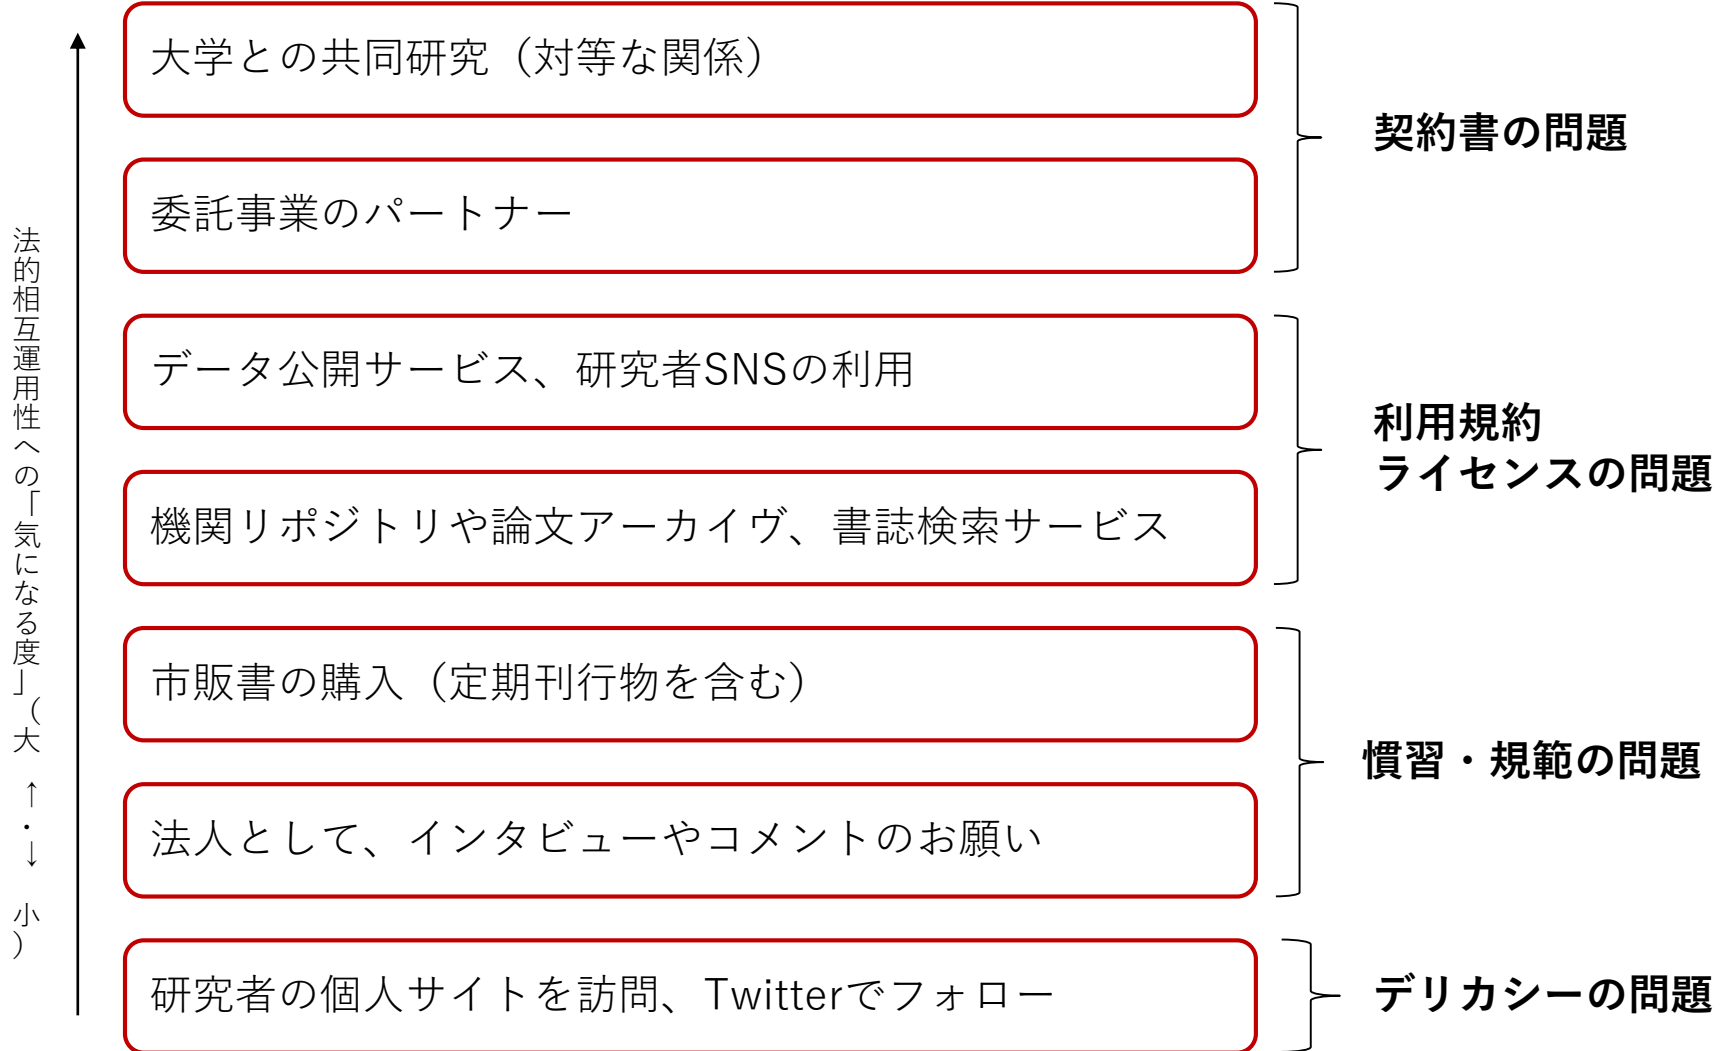 大学との共同研究（対等な関係）
委託事業のパートナー
契約書の問題
データ公開サービス、研究者SNSの利用
機関リポジトリや論文アーカイヴ、書誌検索サービス
利用規約
ライセンスの問題
市販書の購入（定期刊行物を含む）
法人として、インタビューやコメントのお願い
慣習・規範の問題
研究者の個人サイトを訪問、Twitterでフォロー
デリカシーの問題
法的相互運用性への「気になる度」（大 ↑・↓ 小）